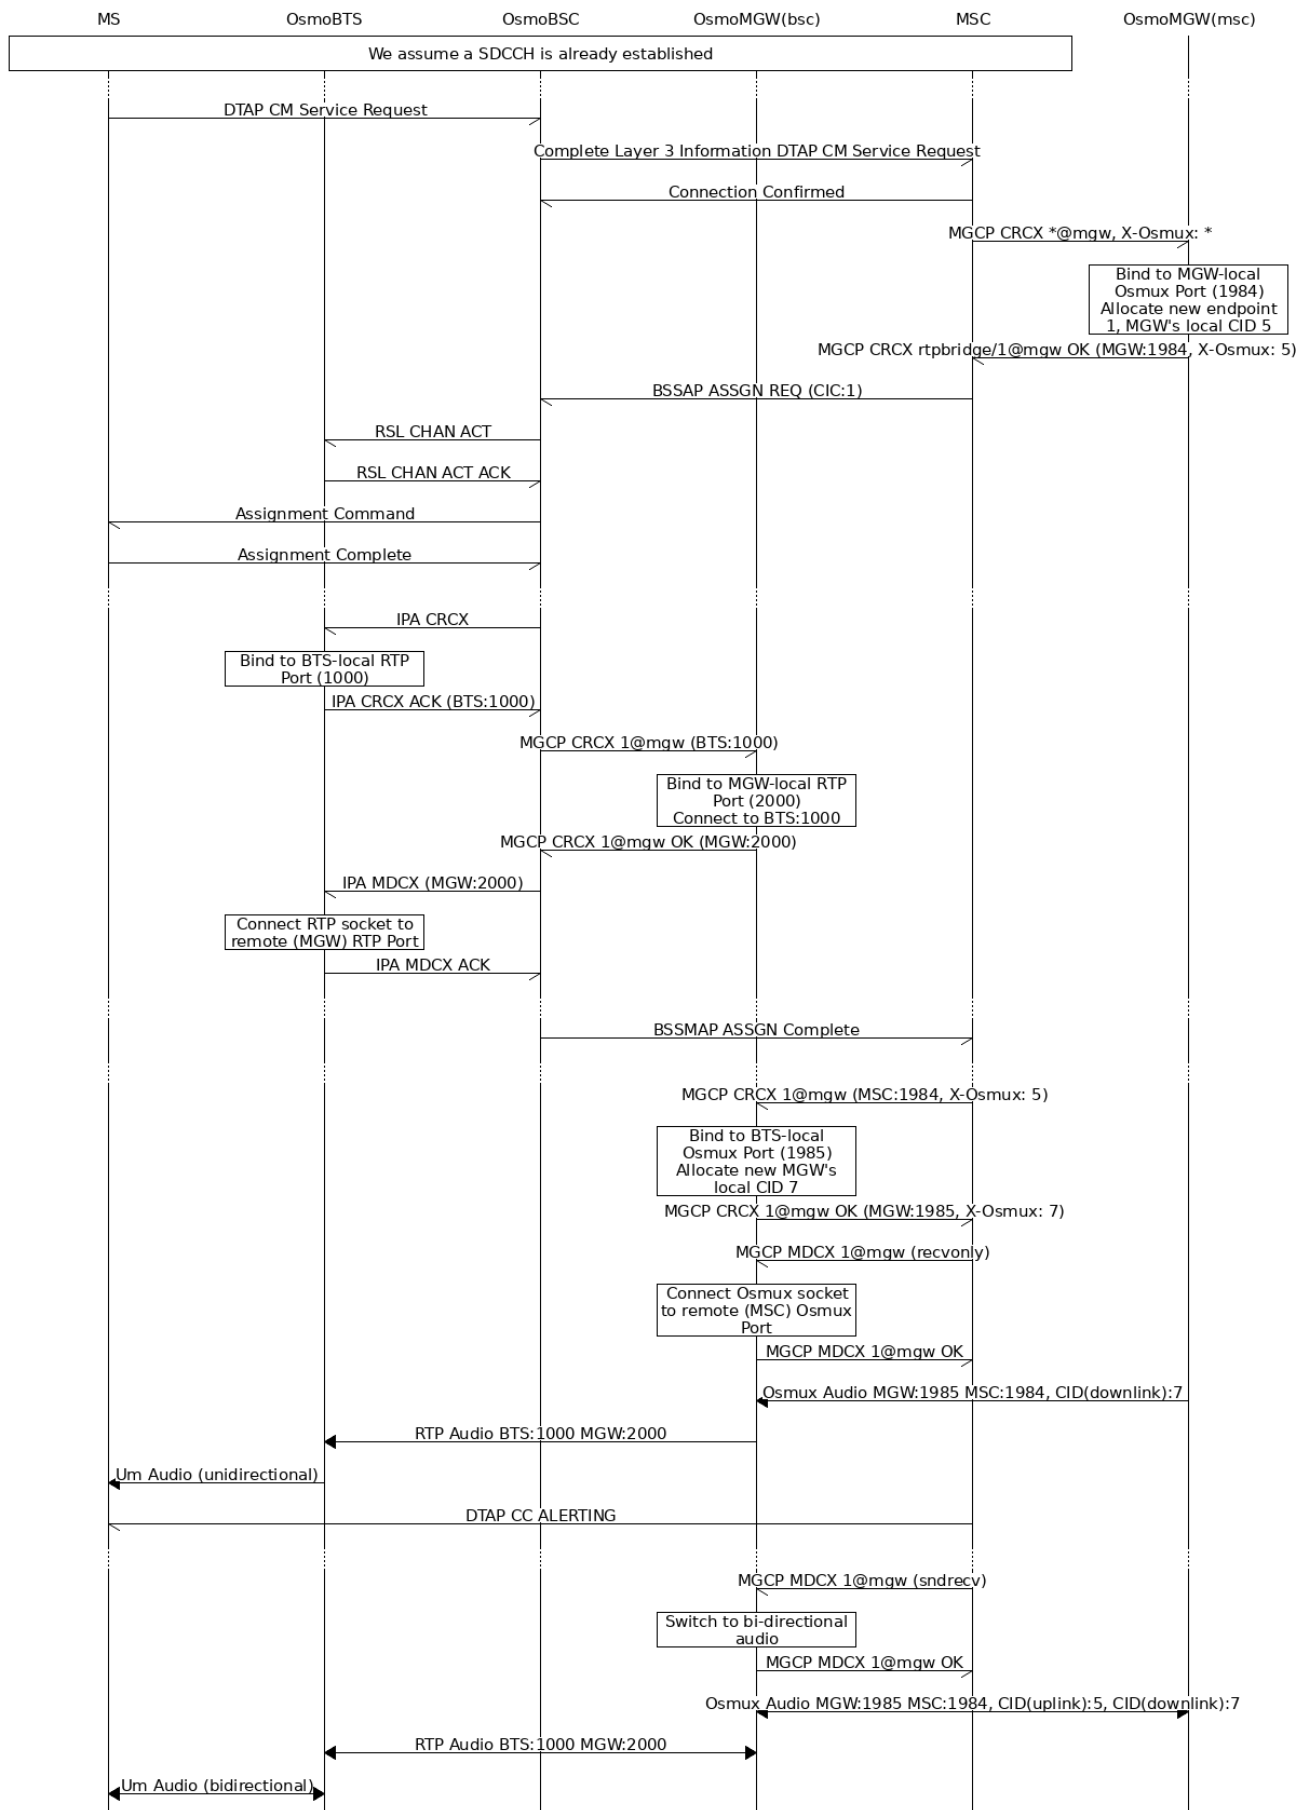 MS OsmoBTS OsmoBSC OsmoMGW(bsc) MSC OsmoMGW(msc)
We assume a SDCCH is already established
DTAP CM Service Request
Complete Layer 3 Information DTAP CM Service Request
Connection Confirmed
MGCP CRCX *@mgw, X-Osmux: *
Bind to MGW-local
Osmux Port (1984)
Allocate new endpoint
1, MGW's local CID 5
MGCP CRCX rtpbridge/1@mgw OK (MGW:1984, X-Osmux: 5)
BSSAP ASSGN REQ (CIC:1)
RSL CHAN ACT
RSL CHAN ACT ACK
Assignment Command
Assignment Complete
IPA CRCX
Bind to BTS-local RTP
Port (1000)
IPA CRCX ACK (BTS:1000)
MGCP CRCX 1@mgw (BTS:1000)
Bind to MGW-local RTP
Port (2000)
Connect to BTS:1000
MGCP CRCX 1@mgw OK (MGW:2000)
IPA MDCX (MGW:2000)
Connect RTP socket to
remote (MGW) RTP Port
IPA MDCX ACK
BSSMAP ASSGN Complete
MGCP CRCX 1@mgw (MSC:1984, X-Osmux: 5)
Bind to BTS-local
Osmux Port (1985)
Allocate new MGW's
local CID 7
MGCP CRCX 1@mgw OK (MGW:1985, X-Osmux: 7)
MGCP MDCX 1@mgw (recvonly)
Connect Osmux socket
to remote (MSC) Osmux
Port
MGCP MDCX 1@mgw OK
Osmux Audio MGW:1985 MSC:1984, CID(downlink):7
RTP Audio BTS:1000 MGW:2000
Um Audio (unidirectional)
DTAP CC ALERTING
MGCP MDCX 1@mgw (sndrecv)
Switch to bi-directional
audio
MGCP MDCX 1@mgw OK
Osmux Audio MGW:1985 MSC:1984, CID(uplink):5, CID(downlink):7
RTP Audio BTS:1000 MGW:2000
Um Audio (bidirectional)